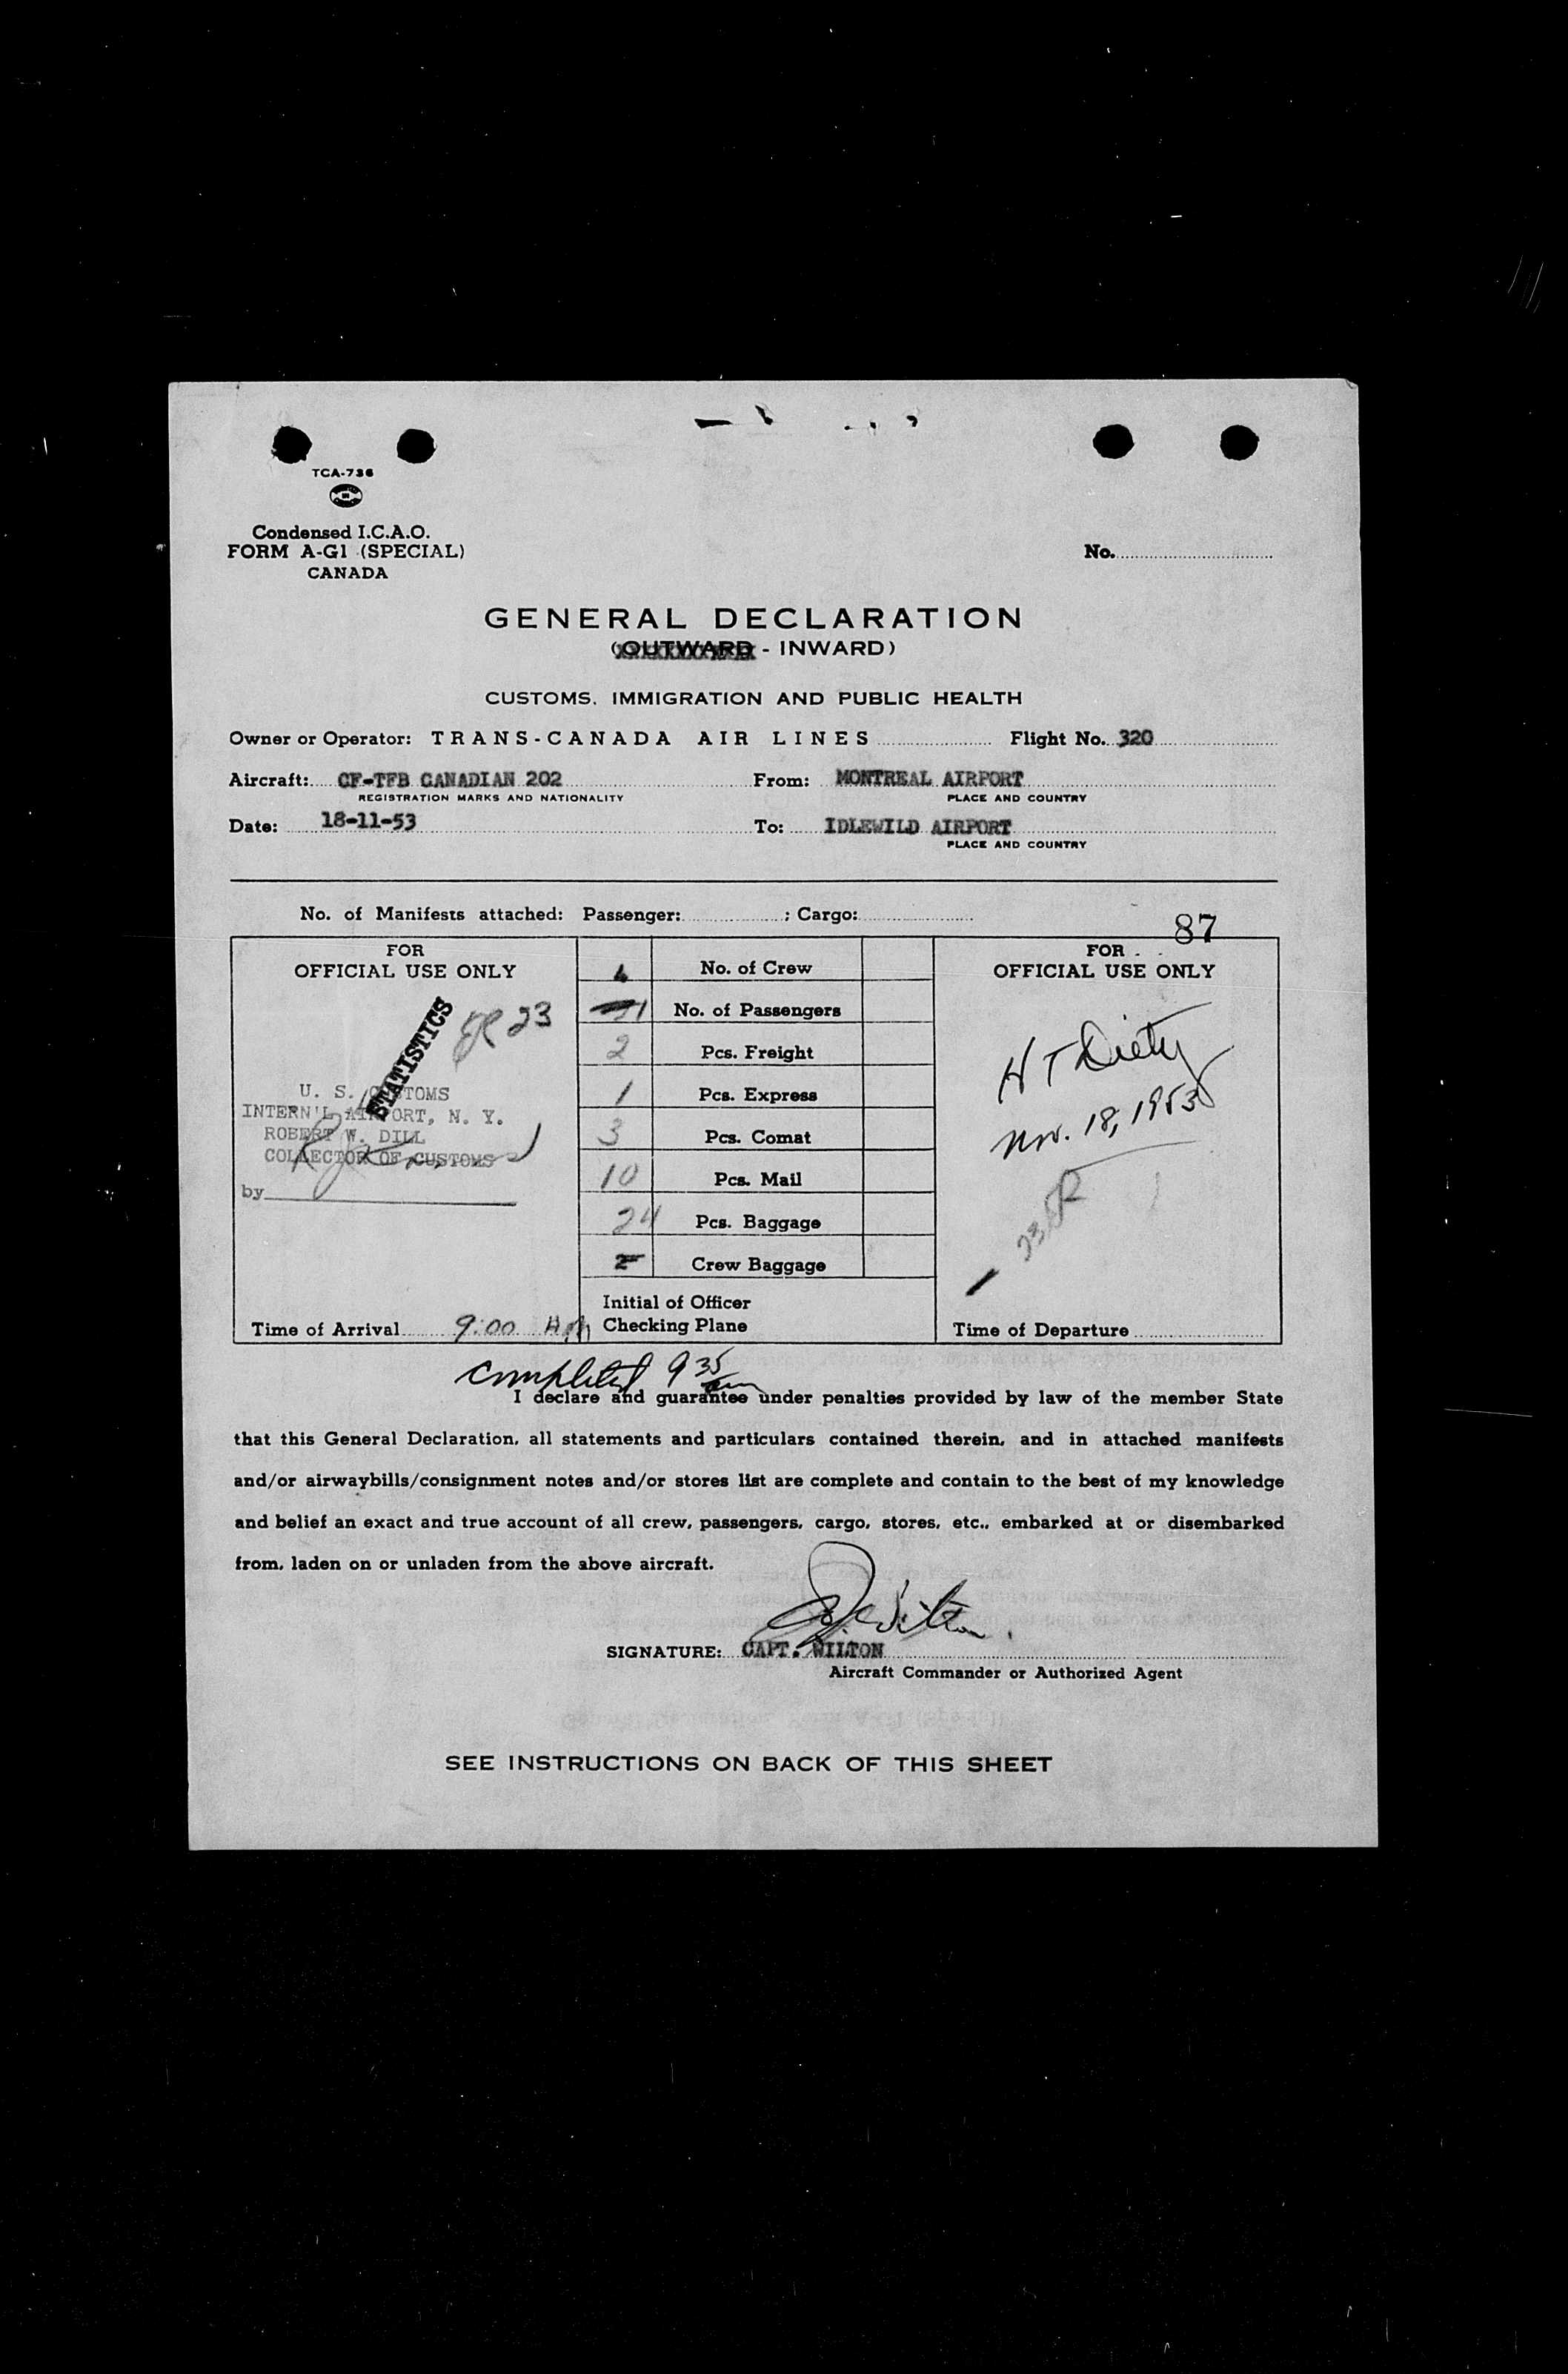 TCA-736
Condensed I.C.A.O.
FORM A-G1 (SPECIAL)
CANADA
No.
GENERAL DECLARATION
(OUTWARD - INWARD)
CUSTOMS, IMMIGRATION AND PUBLIC HEALTH
Owner or Operator: TRANS-CANADA AIR LINES Flight No. 320
Aircraft: CF-TFB CANADIAN 202 From: MONTREAL AIRPORT
REGISTRATION MARKS AND NATIONALITY PLACE AND COUNTRY
Date: 18-11-53 To: IDLEWILD AIRPORT
PLACE AND COUNTRY
No. of Manifests attached: Passenger: ; Cargo:
87
FOR
OFFICIAL USE ONLY
23
STATISTICS
U. S. CUSTOMS
INTERN'L AIRPORT, N. Y.
ROBERT W. DILL
COLLECTOR OF CUSTOMS
by
Time of Arrival 9:00 Am
4 No. of Crew
No. of Passengers
2 Pcs. Freight
1 Pcs. Express
3 Pcs. Comat
10 Pcs. Mail
24 Pcs. Baggage
2 Crew Baggage
Initial of Officer
Checking Plane
FOR
OFFICIAL USE ONLY
H T Diety
Nov. 18, 1953
23
Time of Departure
completed 9 35 am
I declare and guarantee under penalties provided by law of the member State
that this General Declaration, all statements and particulars contained therein, and in attached manifests
and/or airwaybills/consignment notes and/or stores list are complete and contain to the best of my knowledge
and belief an exact and true account of all crew, passengers, cargo, stores, etc., embarked at or disembarked
from, laden on or unladen from the above aircraft.
SIGNATURE: CAPT. WILTON
Aircraft Commander or Authorized Agent
SEE INSTRUCTIONS ON BACK OF THIS SHEET